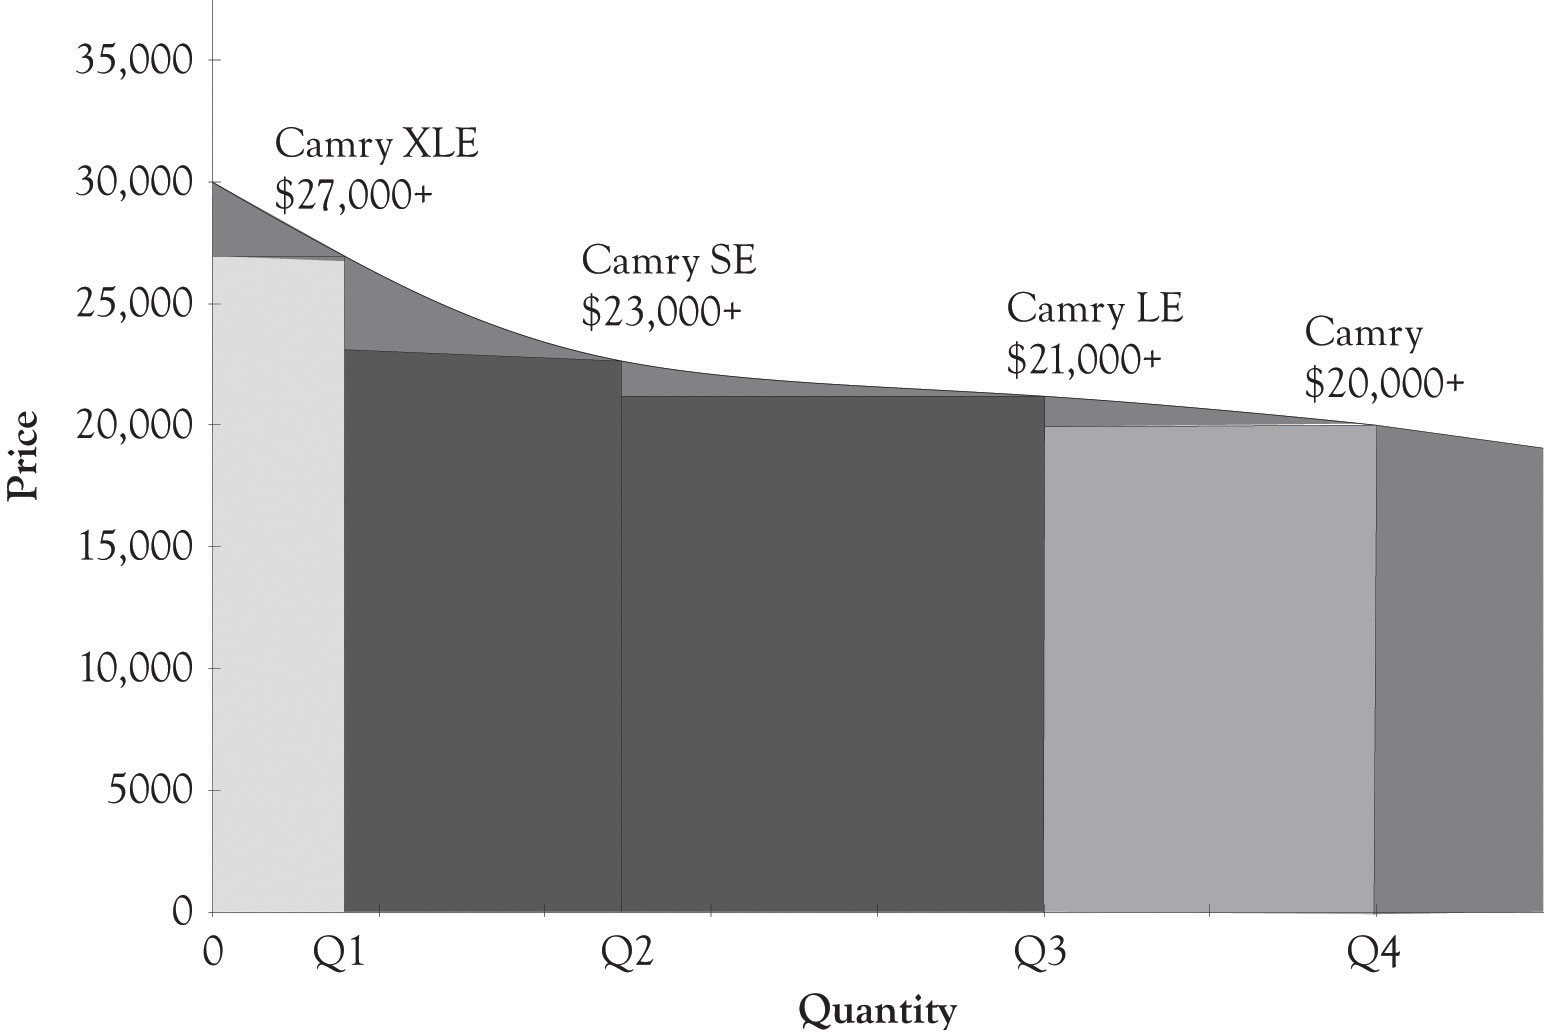 35,000
Camry XLE
$27,000+
30,000
Camry SE
$23,000+
25,000
Camry LE
$21,000+
Camry
$20,000+
20,000
Price
15,000
10,000
5000
0
0
Q1
Q2
Q3
Q4
Quantity